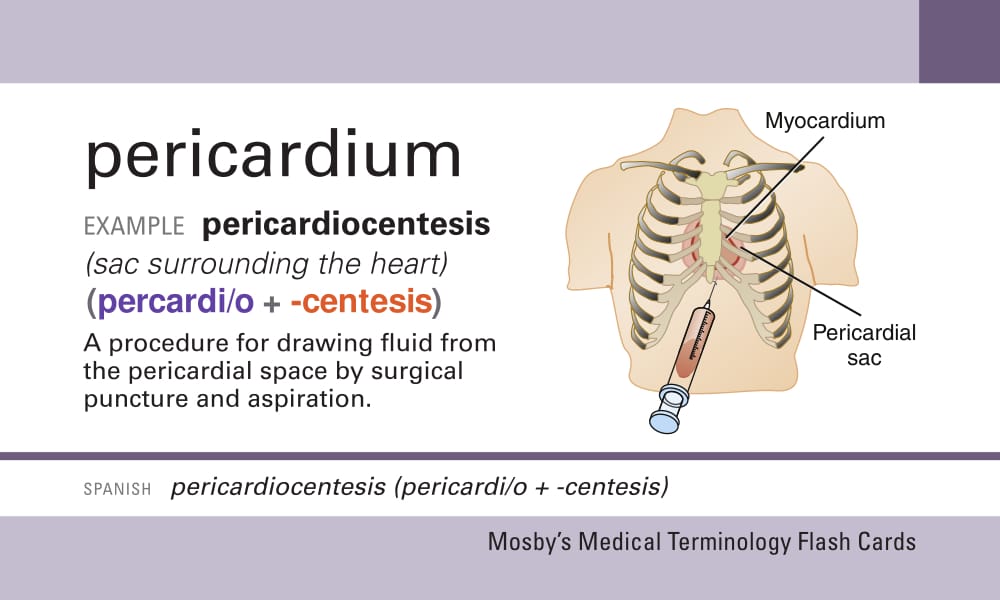 pericardium
EXAMPLE pericardiocentesis
(sac surrounding the heart)
(percardi/o + -centesis)
A procedure for drawing fluid from
the pericardial space by surgical
puncture and aspiration.
Myocardium
Pericardial
sac
SPANISH pericardiocentesis (pericardi/o + -centesis)
Mosby's Medical Terminology Flash Cards